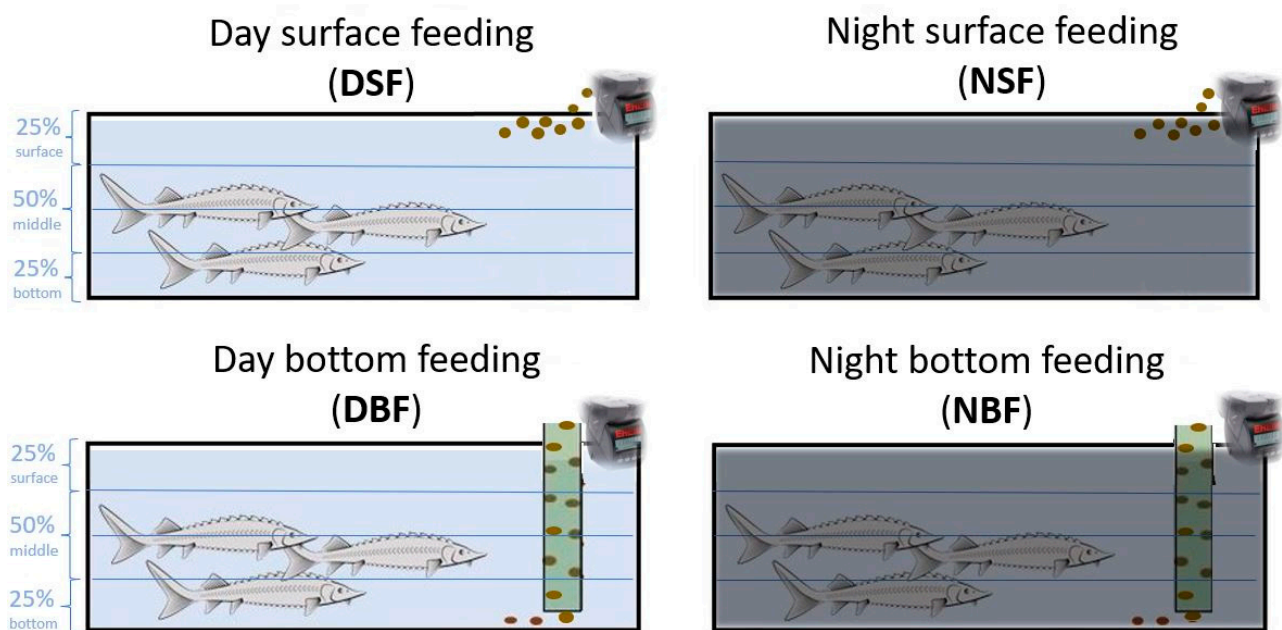 Day surface feeding
(DSF)
Night surface feeding
(NSF)
25%
surface
50%
middle
25%
bottom
Day bottom feeding
(DBF)
Night bottom feeding
(NBF)
25%
surface
50%
middle
25%
bottom